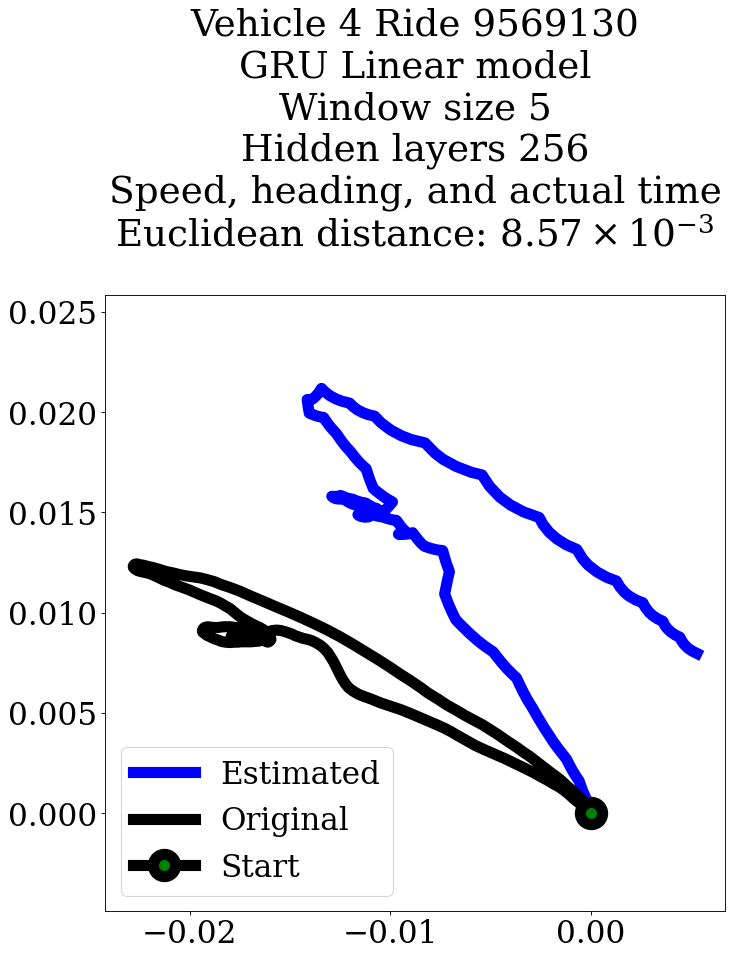 Vehicle 4 Ride 9569130
GRU Linear model
Window size 5
Hidden layers 256
Speed, heading, and actual time
Euclidean distance: 8.57 × 10⁻³
0.025
0.020
0.015
0.010
0.005
0.000
Estimated
Original
Start
−0.02
−0.01
0.00